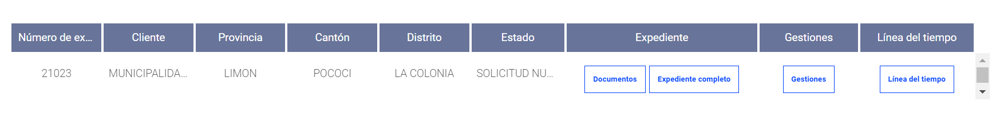 Número de ex... Cliente Provincia Cantón Distrito Estado Expediente Gestiones Línea del tiempo
21023 MUNICIPALIDA... LIMON POCOCI LA COLONIA SOLICITUD NU... Documentos Expediente completo Gestiones Línea del tiempo